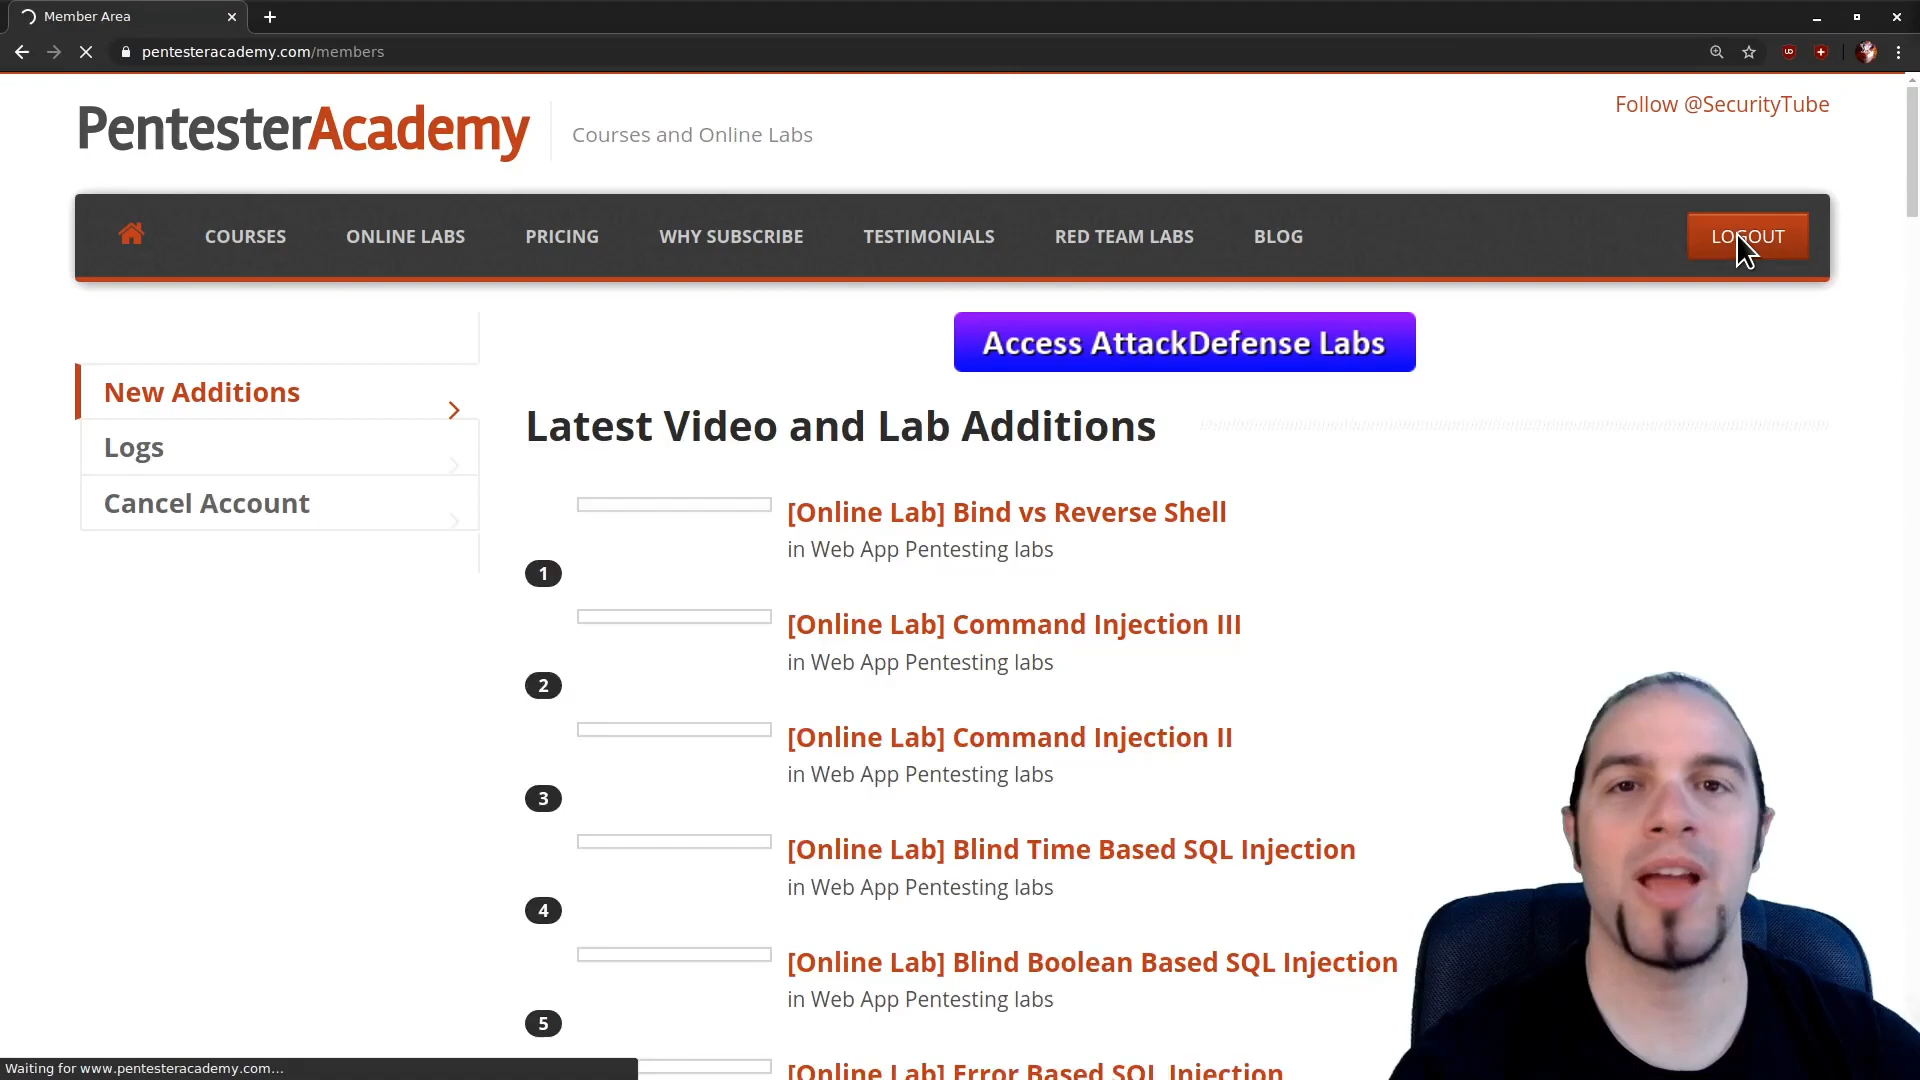 Member Area
pentesteracademy.com/members
Follow @SecurityTube
PentesterAcademy
Courses and Online Labs
COURSES
ONLINE LABS
PRICING
WHY SUBSCRIBE
TESTIMONIALS
RED TEAM LABS
BLOG
LOGOUT
Access AttackDefense Labs
New Additions
Logs
Cancel Account
Latest Video and Lab Additions
[Online Lab] Bind vs Reverse Shell
in Web App Pentesting labs
1
[Online Lab] Command Injection III
in Web App Pentesting labs
2
[Online Lab] Command Injection II
in Web App Pentesting labs
3
[Online Lab] Blind Time Based SQL Injection
in Web App Pentesting labs
4
[Online Lab] Blind Boolean Based SQL Injection
in Web App Pentesting labs
5
[Online Lab] Error Based SQL Injection
Waiting for www.pentesteracademy.com...